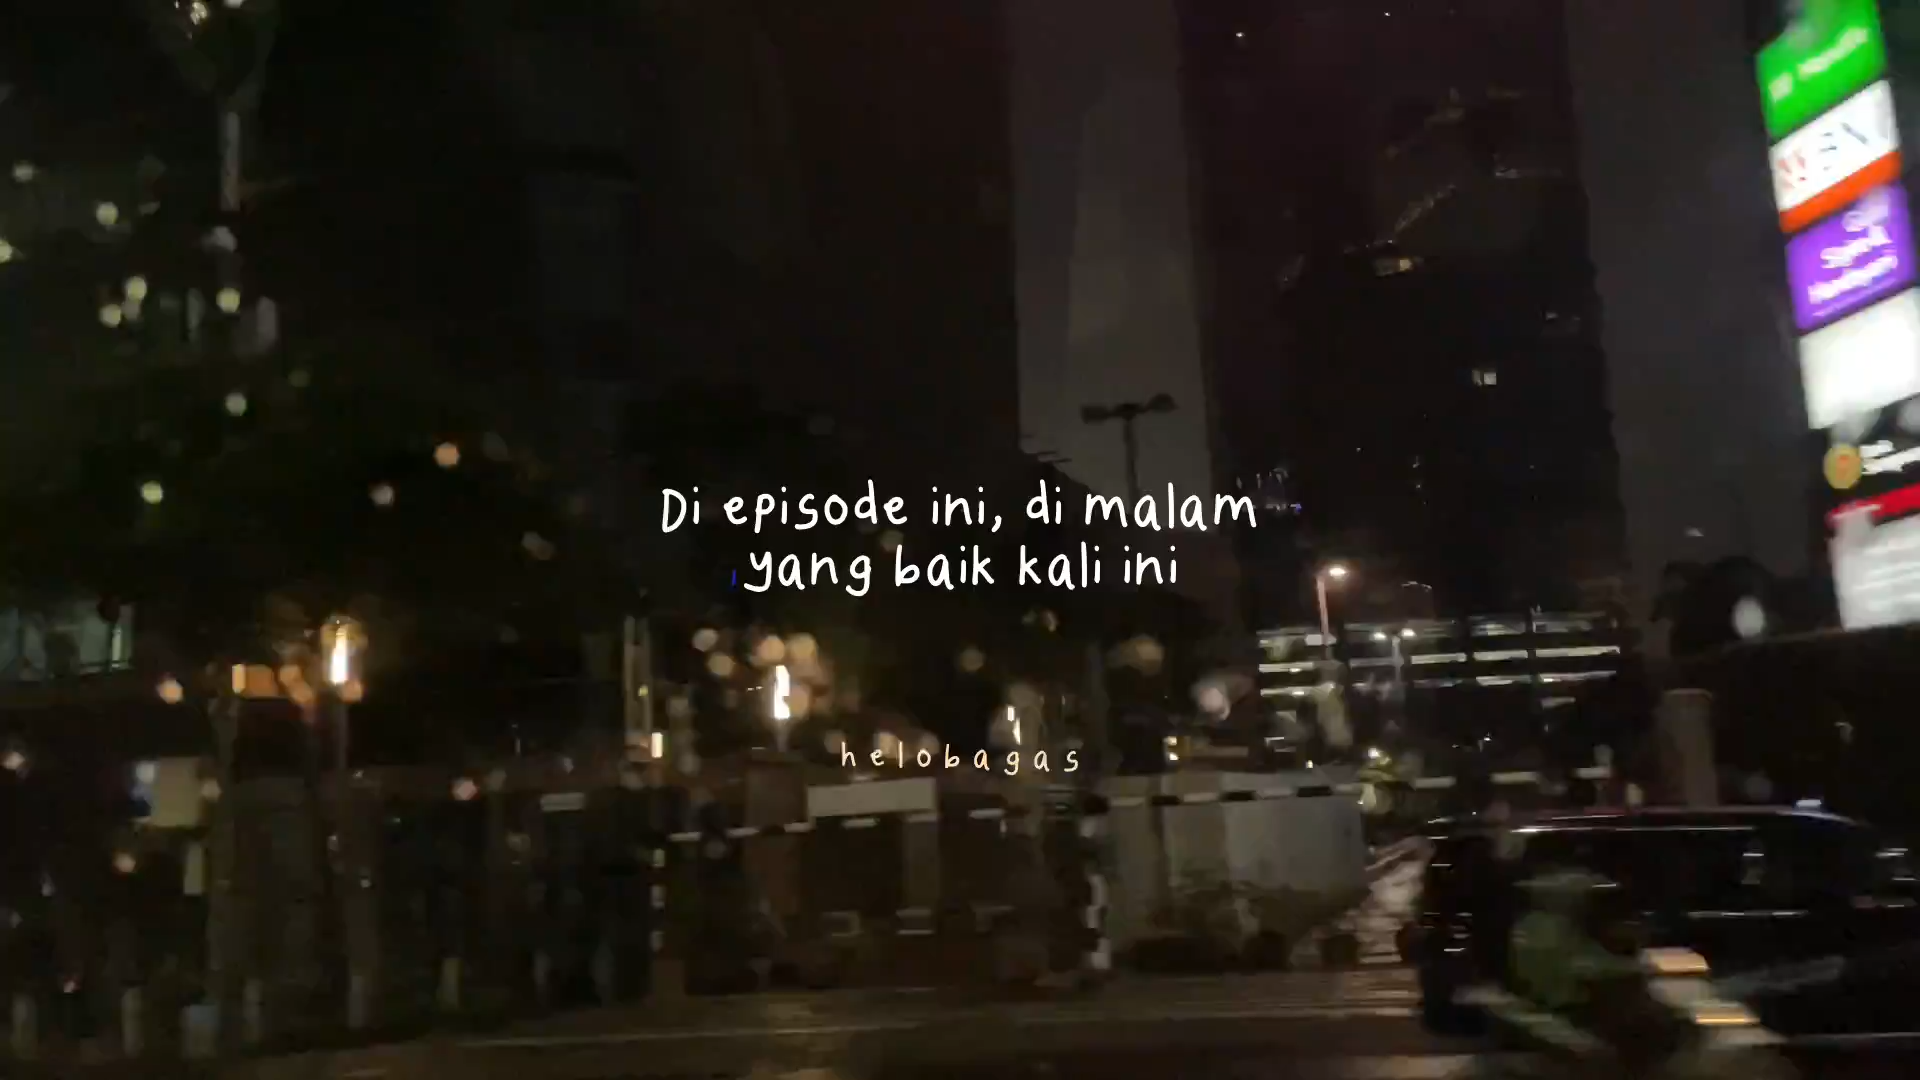 Di episode ini, di malam
yang baik kali ini
helobagas